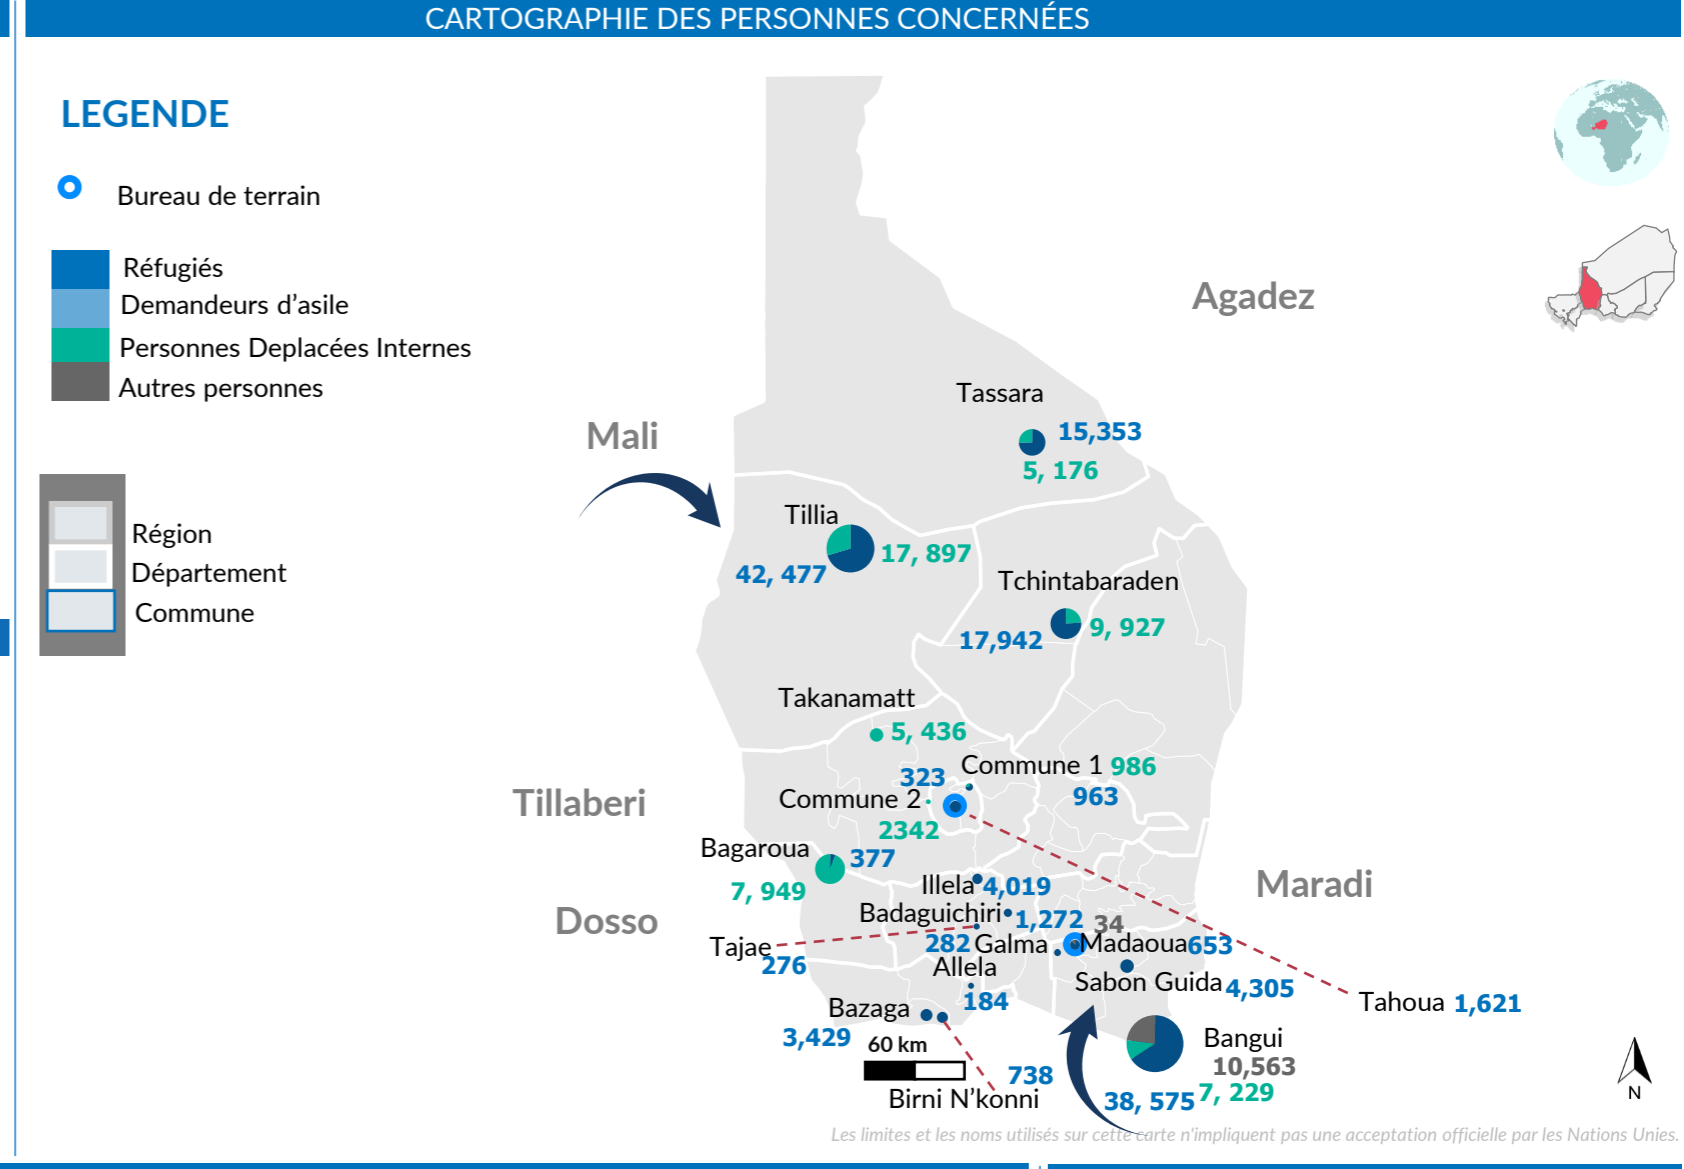 CARTOGRAPHIE DES PERSONNES CONCERNÉES
LEGENDE
Bureau de terrain
Réfugiés
Demandeurs d’asile
Personnes Deplacées Internes
Autres personnes
Région
Département
Commune
Agadez
Mali
Tassara
15,353
5, 176
Tillia
17, 897
42, 477
Tchintabaraden
9, 927
17,942
Takanamatt
5, 436
Commune 1 986
323
963
Commune 2
2342
Tillaberi
Bagaroua
377
7, 949
Dosso
Maradi
Illela 4,019
Badaguichiri 1,272
34
Tajae
276
282 Galma
Madaoua 653
Allela
184
Sabon Guida 4,305
Tahoua 1,621
Bazaga
3,429
60 km
738
Birni N’konni
Bangui
10,563
38, 575 7, 229
N
Les limites et les noms utilisés sur cette carte n'impliquent pas une acceptation officielle par les Nations Unies.